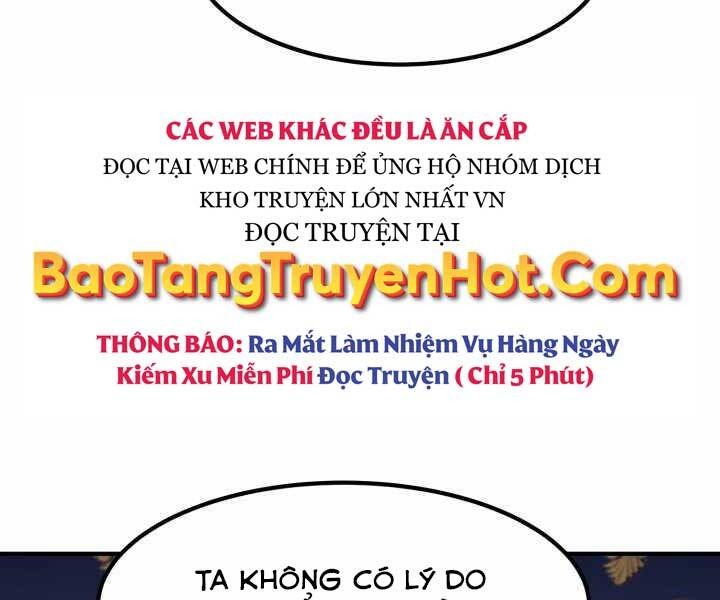 CÁC WEB KHÁC ĐỀU LÀ ĂN CẮP
ĐỌC TẠI WEB CHÍNH ĐỂ ỦNG HỘ NHÓM DỊCH
KHO TRUYỆN LỚN NHẤT VN
ĐỌC TRUYỆN TẠI
BaoTangTruyenHot.Com
THÔNG BÁO: Ra Mắt Làm Nhiệm Vụ Hàng Ngày
Kiếm Xu Miễn Phí Đọc Truyện ( Chỉ 5 Phút)
TA KHÔNG CÓ LÝ DO